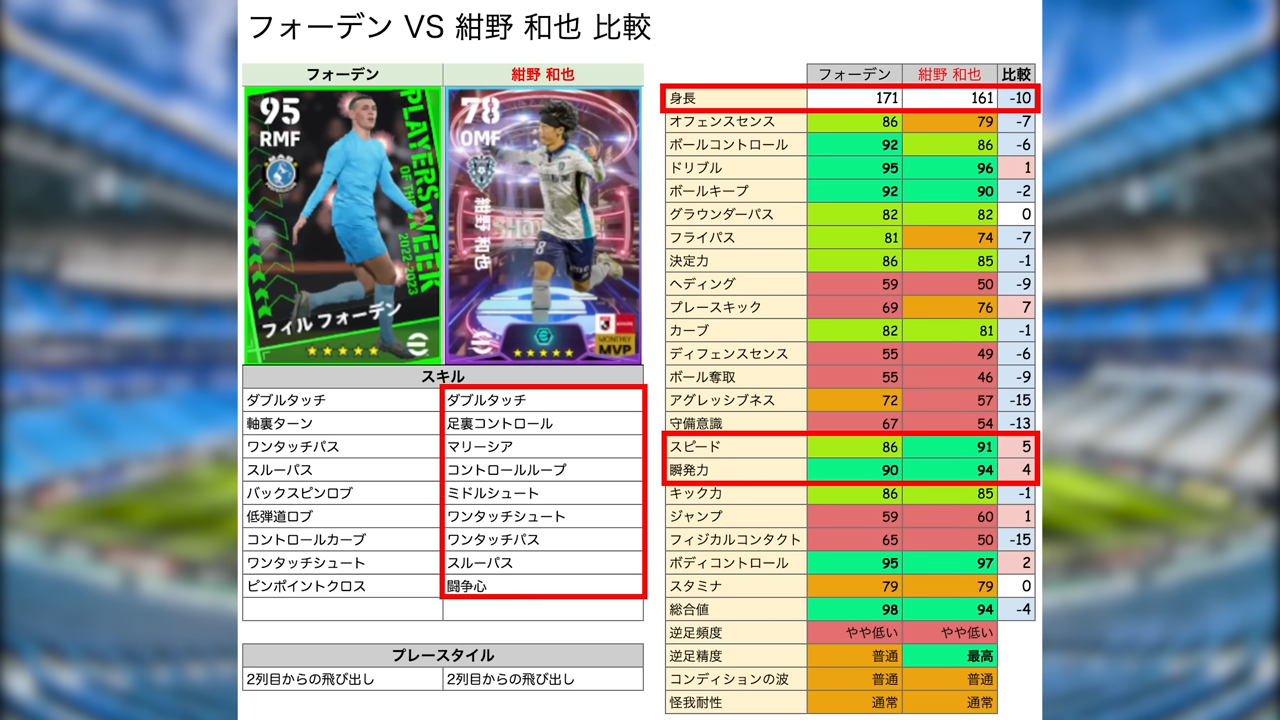 フォーデン VS 紺野 和也 比較
フォーデン 紺野 和也
95
RMF
PLAYERS OF THE WEEK
2022-2023
フィル フォーデン
78
OMF
紺野 和也
8
MONTHLY
MVP
スキル
ダブルタッチ ダブルタッチ
軸裏ターン 足裏コントロール
ワンタッチパス マリーシア
スルーパス コントロールループ
バックスピンロブ ミドルシュート
低弾道ロブ ワンタッチシュート
コントロールカーブ ワンタッチパス
ワンタッチシュート スルーパス
ピンポイントクロス 闘争心
プレースタイル
2列目からの飛び出し 2列目からの飛び出し
フォーデン 紺野 和也 比較
身長 171 161 -10
オフェンスセンス 86 79 -7
ボールコントロール 92 86 -6
ドリブル 95 96 1
ボールキープ 92 90 -2
グラウンダーパス 82 82 0
フライパス 81 74 -7
決定力 86 85 -1
ヘディング 59 50 -9
プレースキック 69 76 7
カーブ 82 81 -1
ディフェンスセンス 55 49 -6
ボール奪取 55 46 -9
アグレッシブネス 72 57 -15
守備意識 67 54 -13
スピード 86 91 5
瞬発力 90 94 4
キック力 86 85 -1
ジャンプ 59 60 1
フィジカルコンタクト 65 50 -15
ボディコントロール 95 97 2
スタミナ 79 79 0
総合値 98 94 -4
逆足頻度 やや低い やや低い
逆足精度 普通 最高
コンディションの波 普通 普通
怪我耐性 通常 通常